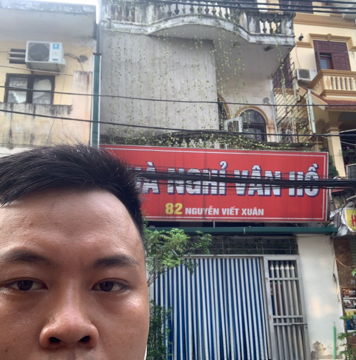 À NGHỈ VÂN HỒ
82 NGUYỄN VIẾT XUÂN